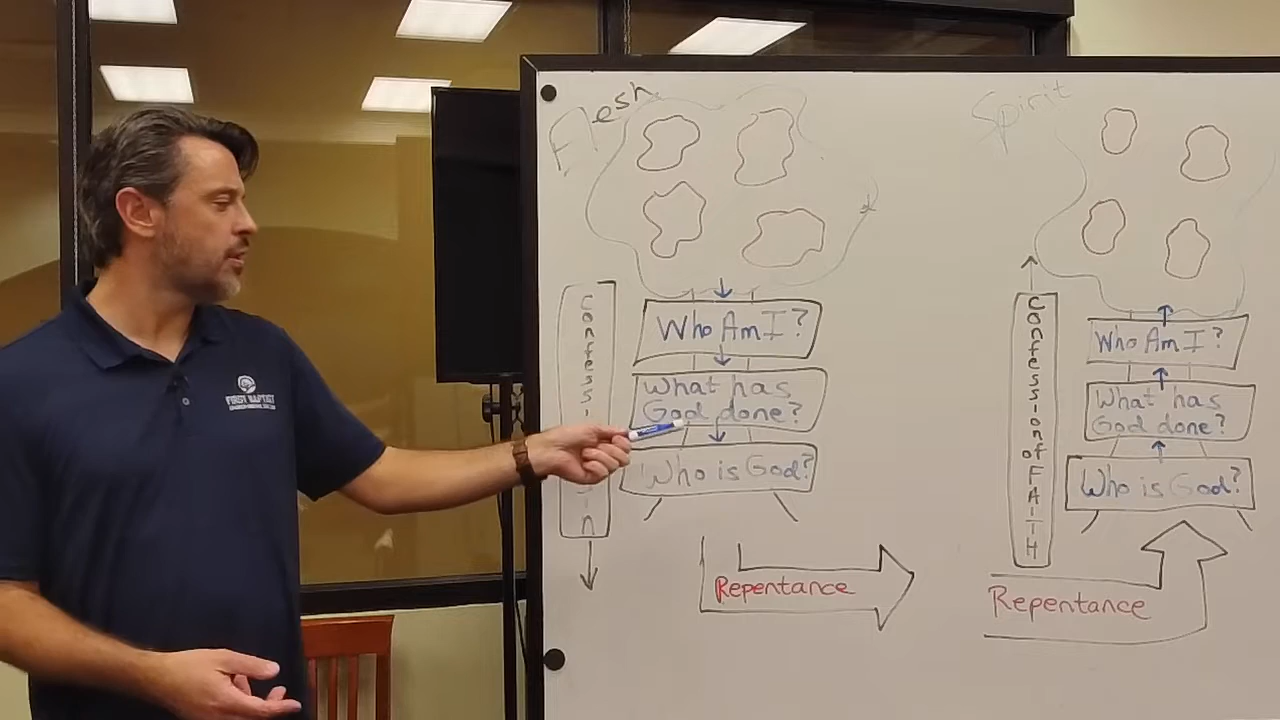 Flesh
Who Am I?
What has
God done?
Who is God?
Repentance
Spirit
Confession of FAITH
Who Am I?
What has
God done?
Who is God?
Repentance
FIRST BAPTIST